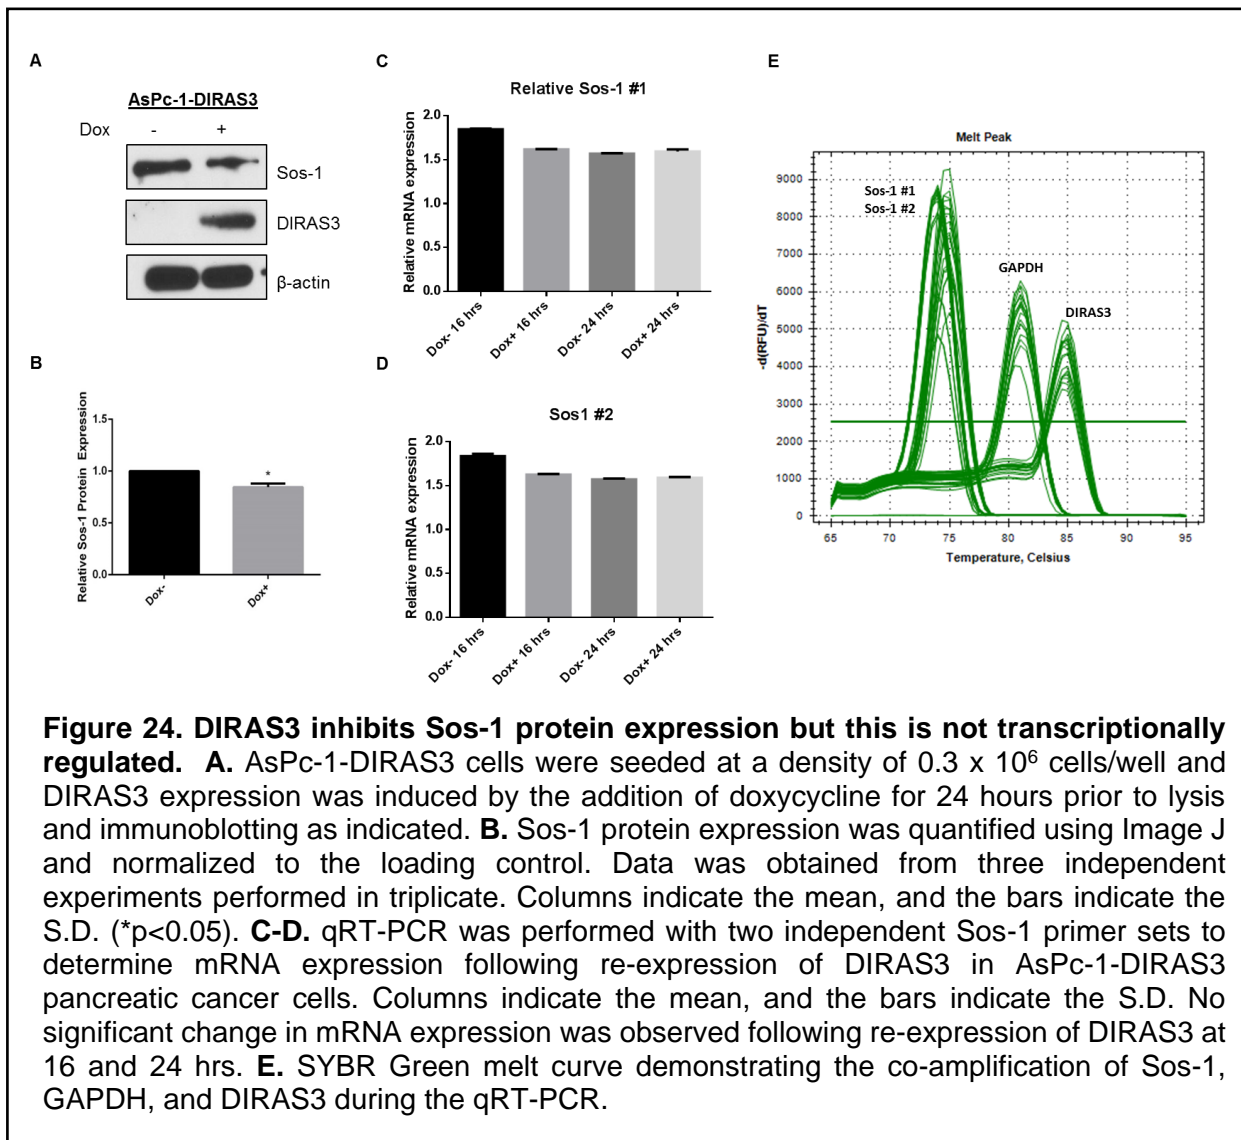 A
AsPc-1-DIRAS3
Dox - +
Sos-1
DIRAS3
β-actin
B
Relative Sos-1 Protein Expression
1.5
1.0
0.5
0.0
Dox-
Dox+
*
C
Relative Sos-1 #1
Relative mRNA expression
2.0
1.5
1.0
0.5
0.0
Dox- 16 hrs
Dox+ 16 hrs
Dox- 24 hrs
Dox+ 24 hrs
D
Sos1 #2
Relative mRNA expression
2.0
1.5
1.0
0.5
0.0
Dox- 16 hrs
Dox+ 16 hrs
Dox- 24 hrs
Dox+ 24 hrs
E
Melt Peak
-d(RFU)/dT
9000
8000
7000
6000
5000
4000
3000
2000
1000
0
Sos-1 #1
Sos-1 #2
GAPDH
DIRAS3
65 70 75 80 85 90 95
Temperature, Celsius
Figure 24. DIRAS3 inhibits Sos-1 protein expression but this is not transcriptionally
regulated. A. AsPc-1-DIRAS3 cells were seeded at a density of 0.3 x 10⁶ cells/well and
DIRAS3 expression was induced by the addition of doxycycline for 24 hours prior to lysis
and immunoblotting as indicated. B. Sos-1 protein expression was quantified using Image J
and normalized to the loading control. Data was obtained from three independent
experiments performed in triplicate. Columns indicate the mean, and the bars indicate the
S.D. (*p<0.05). C-D. qRT-PCR was performed with two independent Sos-1 primer sets to
determine mRNA expression following re-expression of DIRAS3 in AsPc-1-DIRAS3
pancreatic cancer cells. Columns indicate the mean, and the bars indicate the S.D. No
significant change in mRNA expression was observed following re-expression of DIRAS3 at
16 and 24 hrs. E. SYBR Green melt curve demonstrating the co-amplification of Sos-1,
GAPDH, and DIRAS3 during the qRT-PCR.